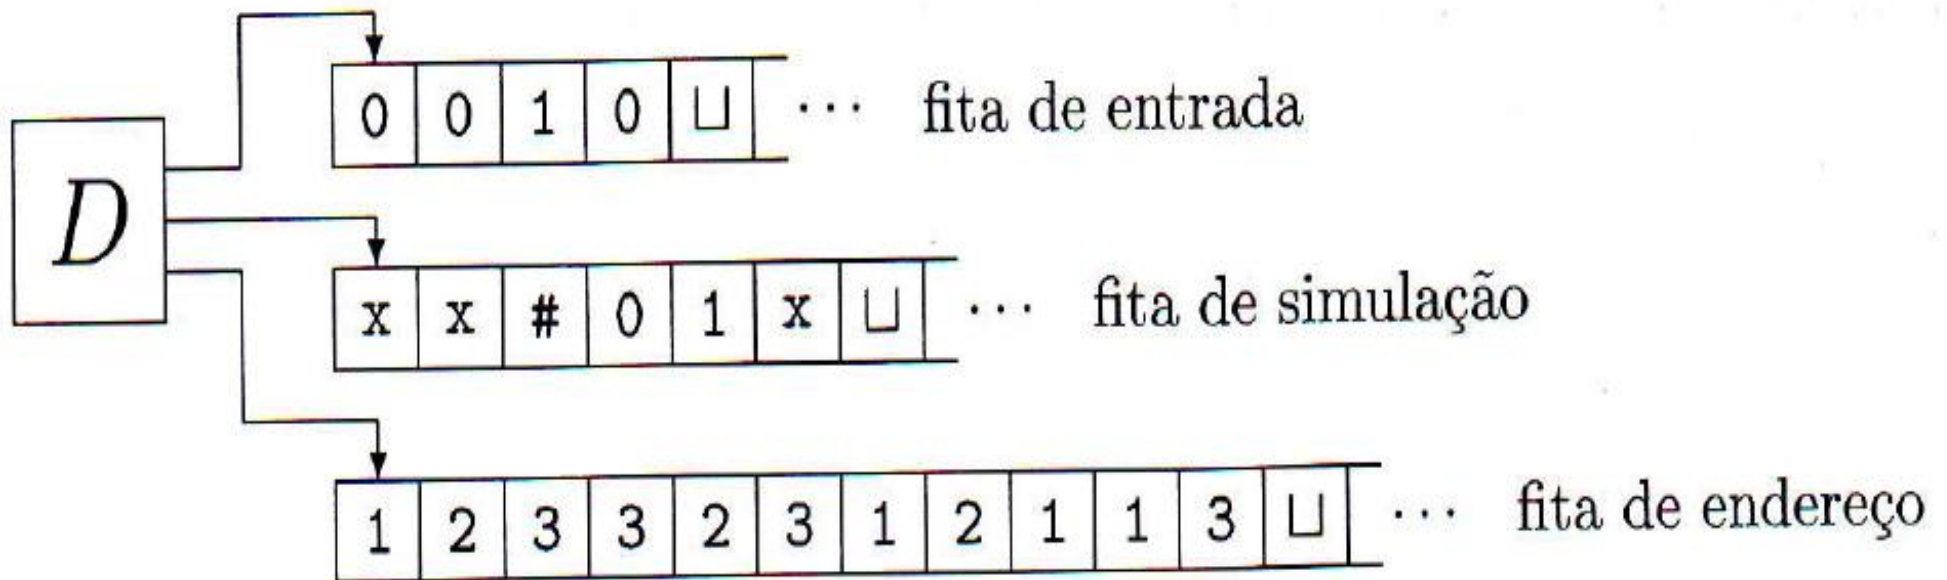 0 0 1 0 ⊔ ··· fita de entrada
D
x x # 0 1 x ⊔ ··· fita de simulação
1 2 3 3 2 3 1 2 1 1 3 ⊔ ··· fita de endereço